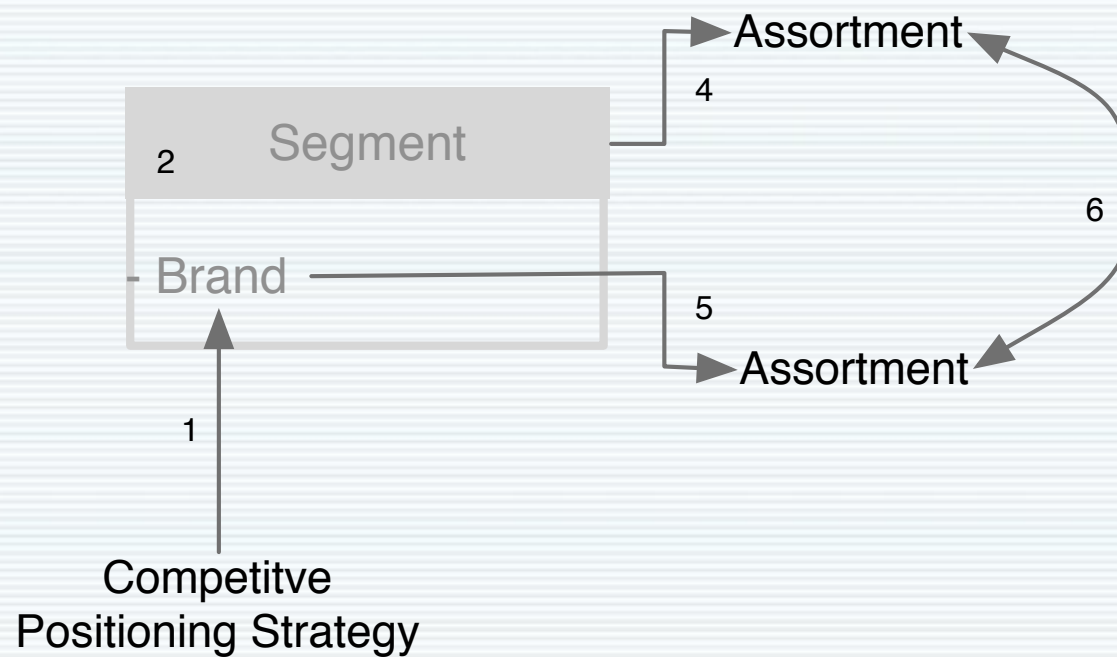 Assortment
4
Segment
2
6
- Brand
5
Assortment
1
Competitve
Positioning Strategy